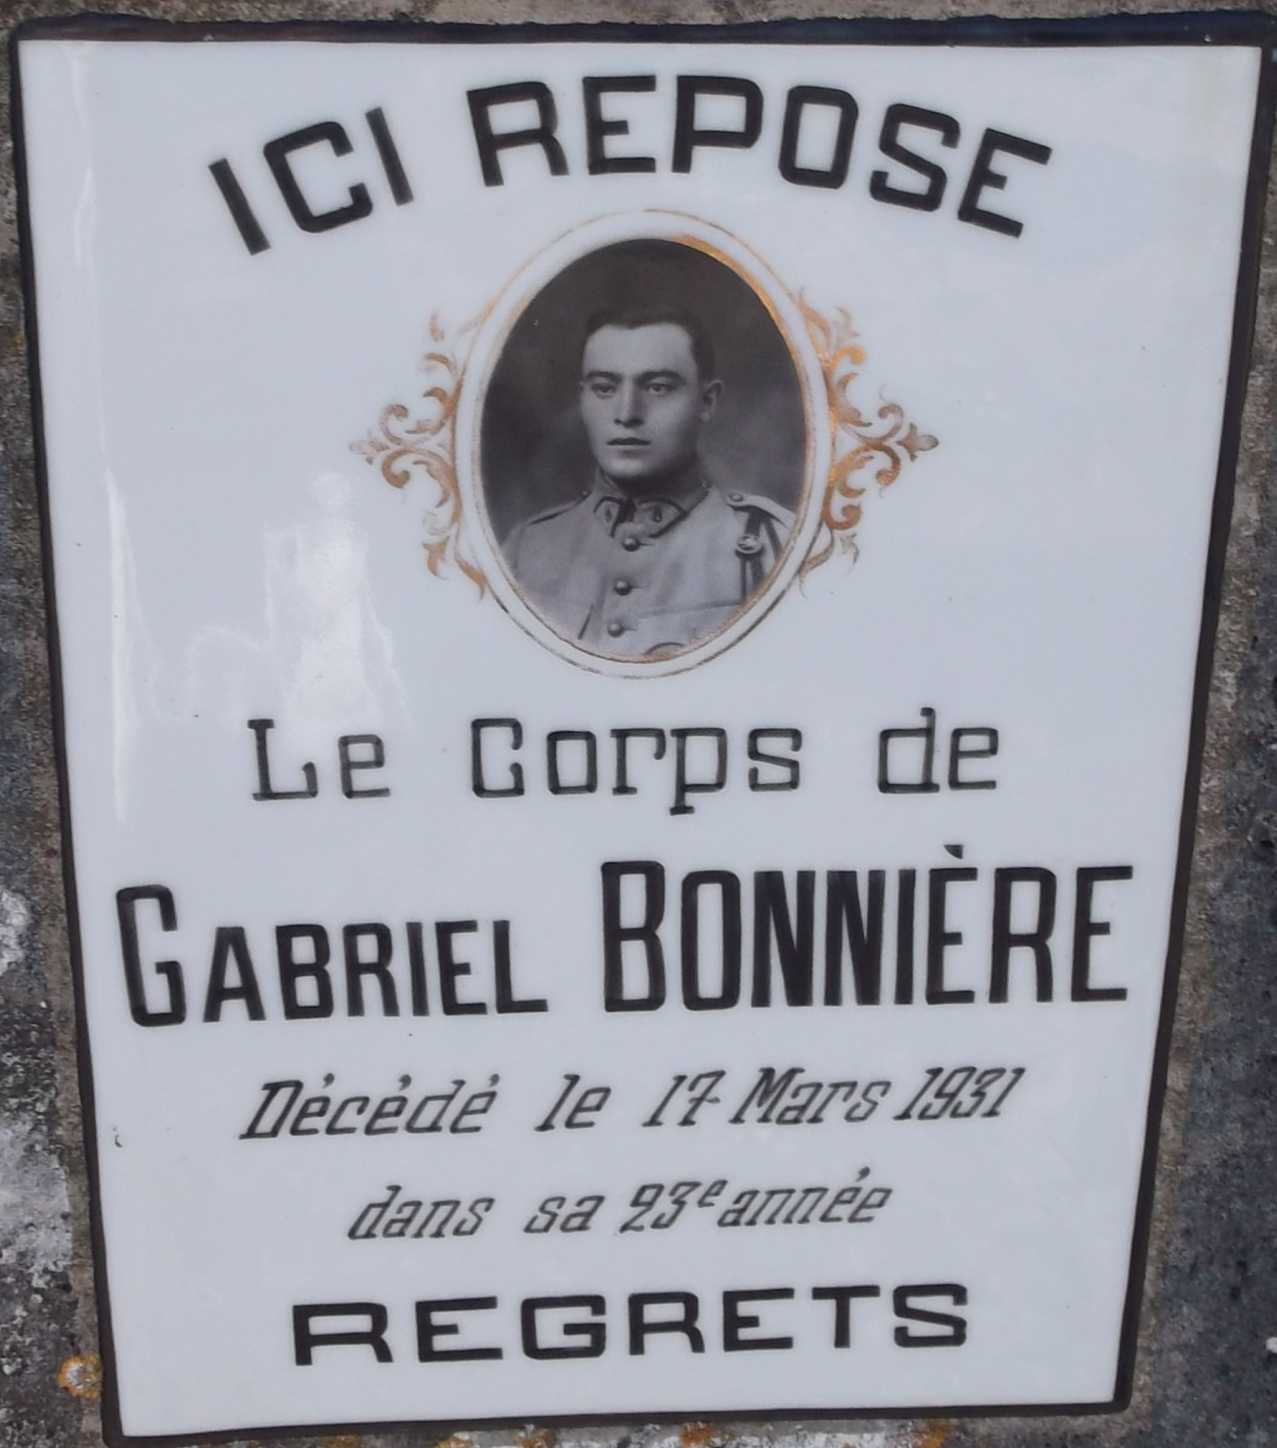 ICI REPOSE
Le Corps de
GABRIEL BONNIÈRE
Décédé le 17 Mars 1931
dans sa 23e année
REGRETS